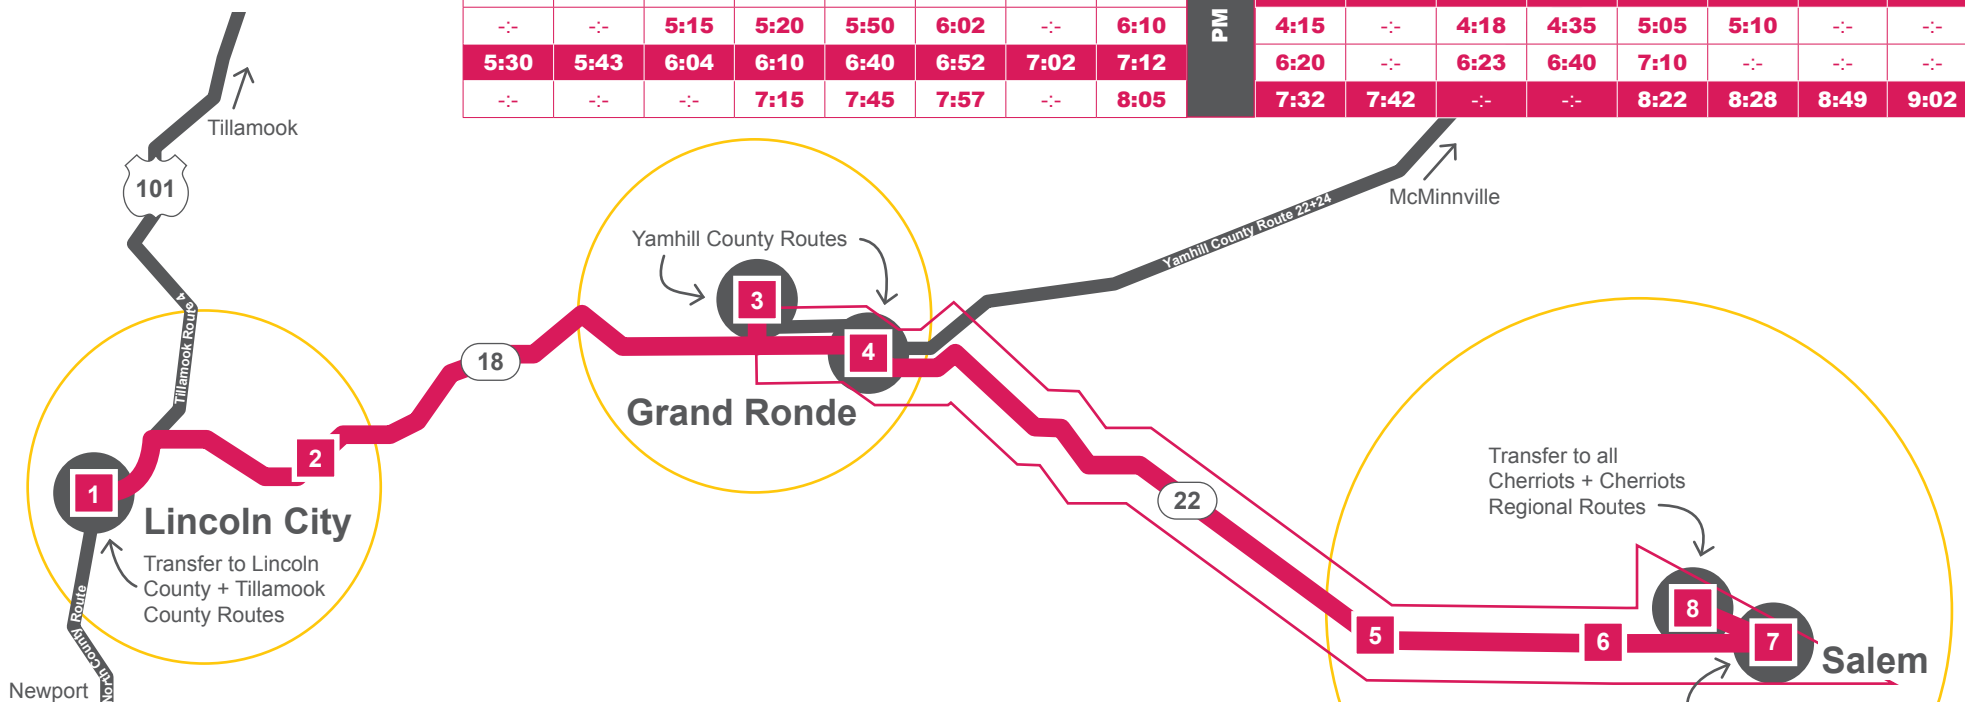 -:- -:- 5:15 5:20 5:50 6:02 -:- 6:10 PM 4:15 -:- 4:18 4:35 5:05 5:10 -:- -:-
5:30 5:43 6:04 6:10 6:40 6:52 7:02 7:12 6:20 -:- 6:23 6:40 7:10 -:- -:- -:-
-:- -:- -:- 7:15 7:45 7:57 -:- 8:05 7:32 7:42 -:- -:- 8:22 8:28 8:49 9:02
Tillamook
101
McMinnville
Yamhill County Route 22+24
Yamhill County Routes
3
Tillamook Route 4
4
18
Grand Ronde
2
1
Lincoln City
Transfer to Lincoln
County + Tillamook
County Routes
22
Transfer to all
Cherriots + Cherriots
Regional Routes
8
5
6
7
Salem
North County Route
Newport